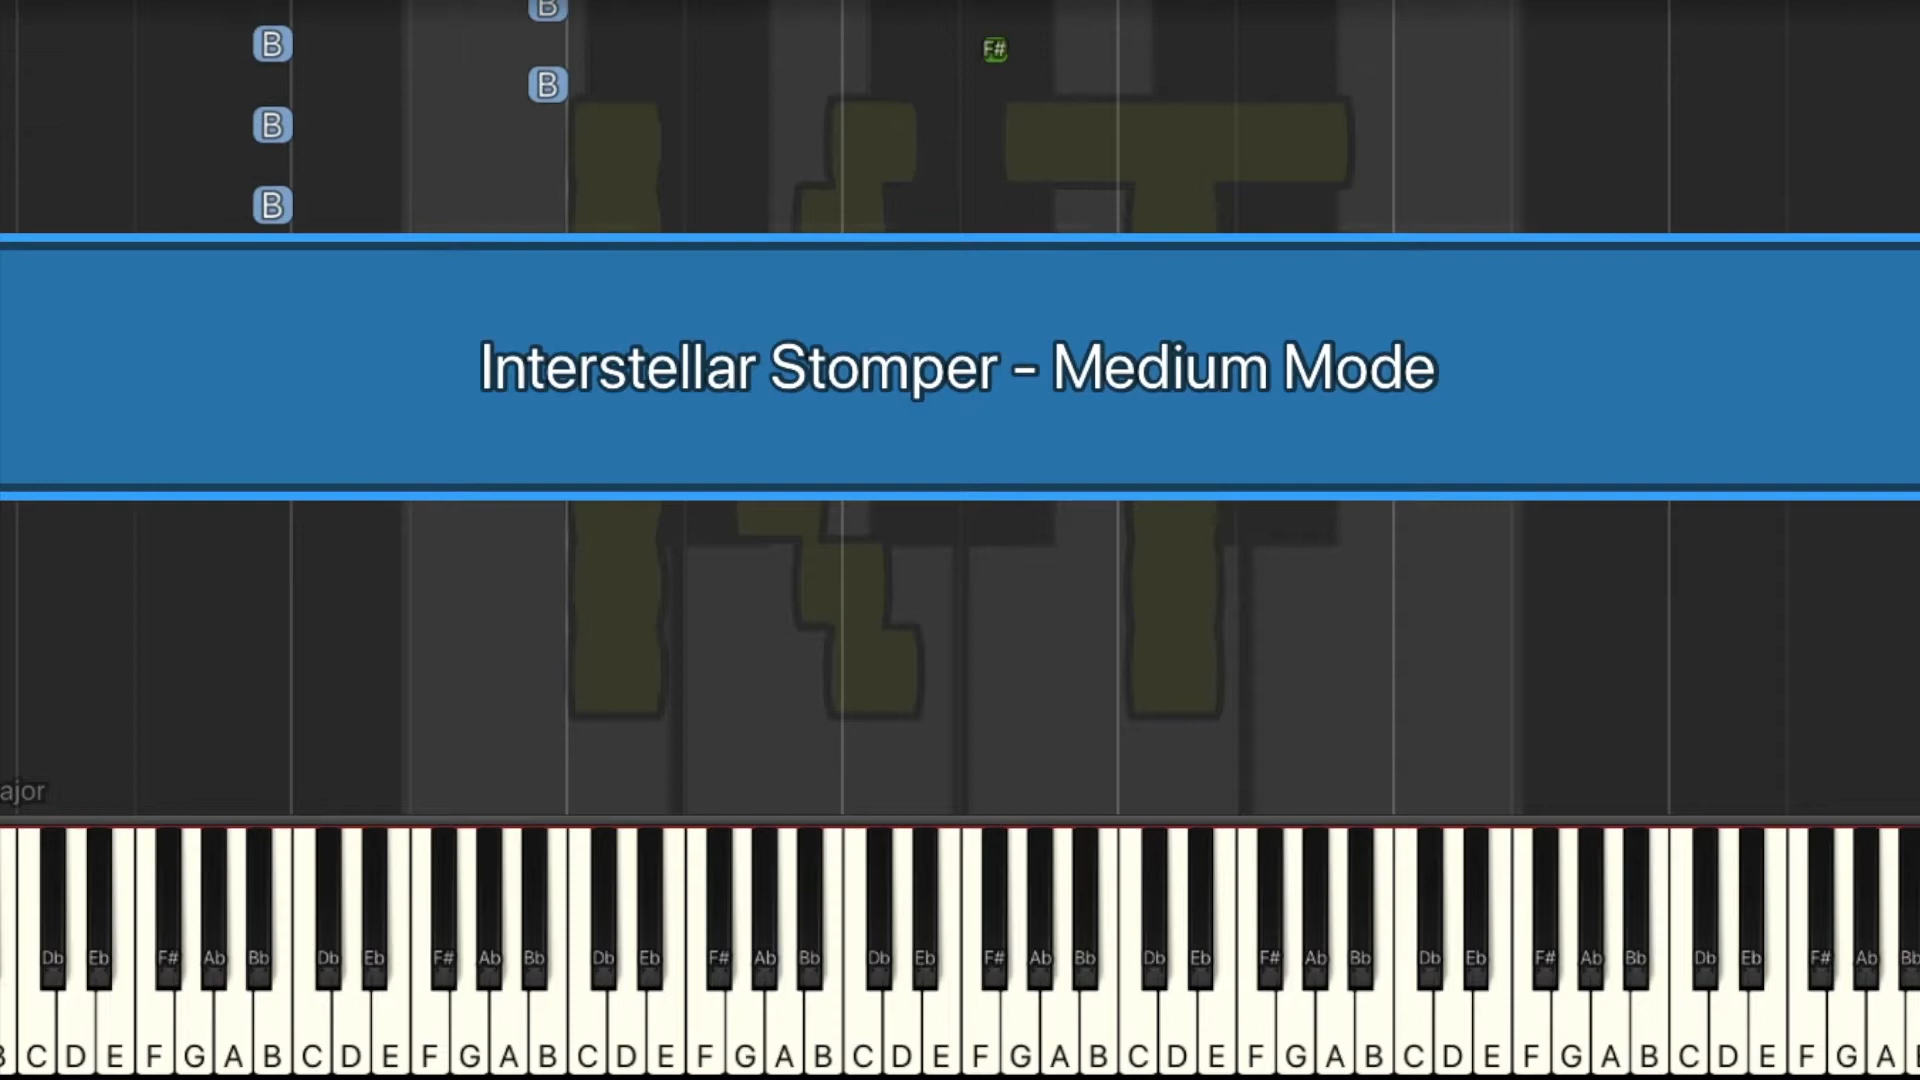 B
B F#
B
B
B
Interstellar Stomper - Medium Mode
ajor
Db Eb F# Ab Bb Db Eb F# Ab Bb Db Eb F# Ab Bb Db Eb F# Ab Bb Db Eb F# Ab Bb Db Eb F# Ab Bb Db Eb F# Ab Bb
B C D E F G A B C D E F G A B C D E F G A B C D E F G A B C D E F G A B C D E F G A B C D E F G A